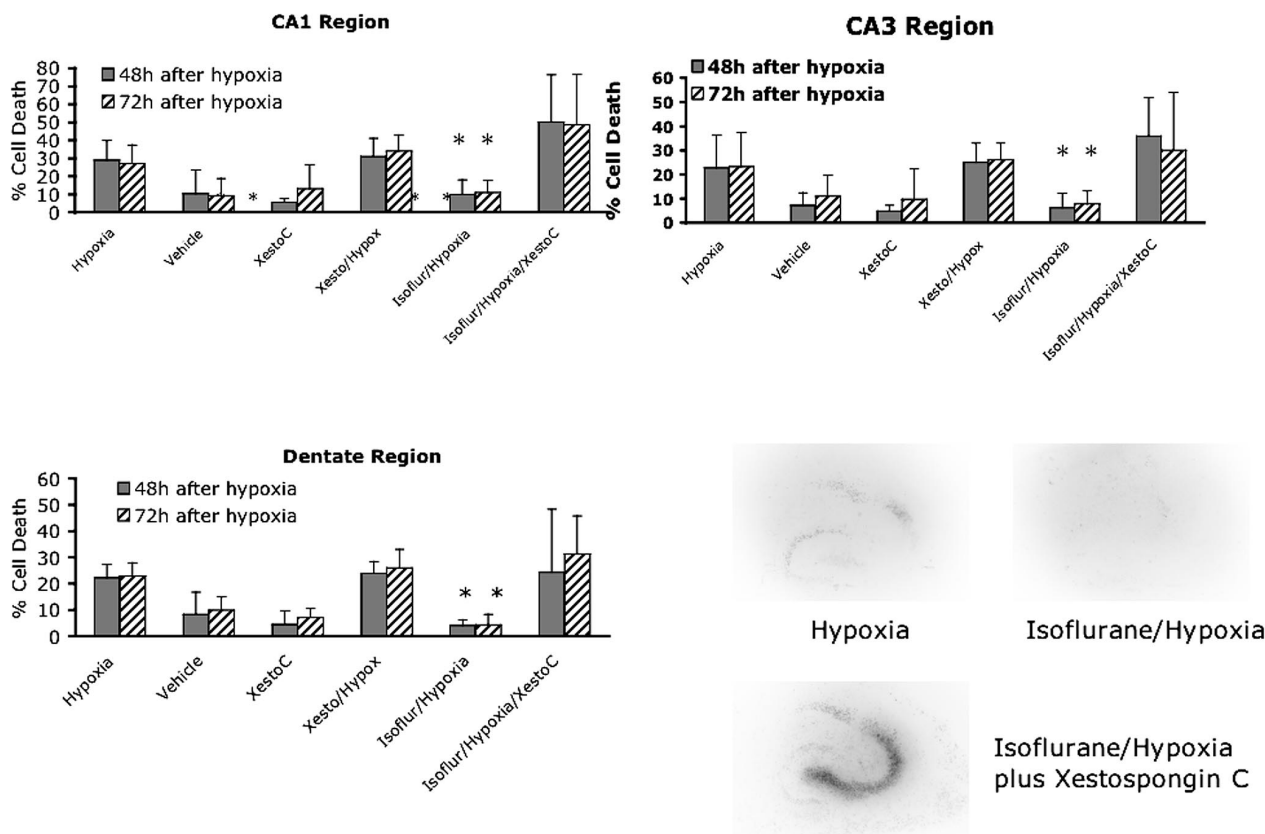 CA1 Region
% Cell Death
80
70
60
50
40
30
20
10
0
48h after hypoxia
72h after hypoxia
*
* *
* *
Hypoxia
Vehicle
XestoC
Xesto/Hypox
Isoflur/Hypoxia
Isoflur/Hypoxia/XestoC
CA3 Region
% Cell Death
60
50
40
30
20
10
0
48h after hypoxia
72h after hypoxia
* *
Hypoxia
Vehicle
XestoC
Xesto/Hypox
Isoflur/Hypoxia
Isoflur/Hypoxia/XestoC
Dentate Region
% Cell Death
60
50
40
30
20
10
0
48h after hypoxia
72h after hypoxia
* *
Hypoxia
Vehicle
XestoC
Xesto/Hypox
Isoflur/Hypoxia
Isoflur/Hypoxia/XestoC
Hypoxia
Isoflurane/Hypoxia
Isoflurane/Hypoxia
plus Xestospongin C